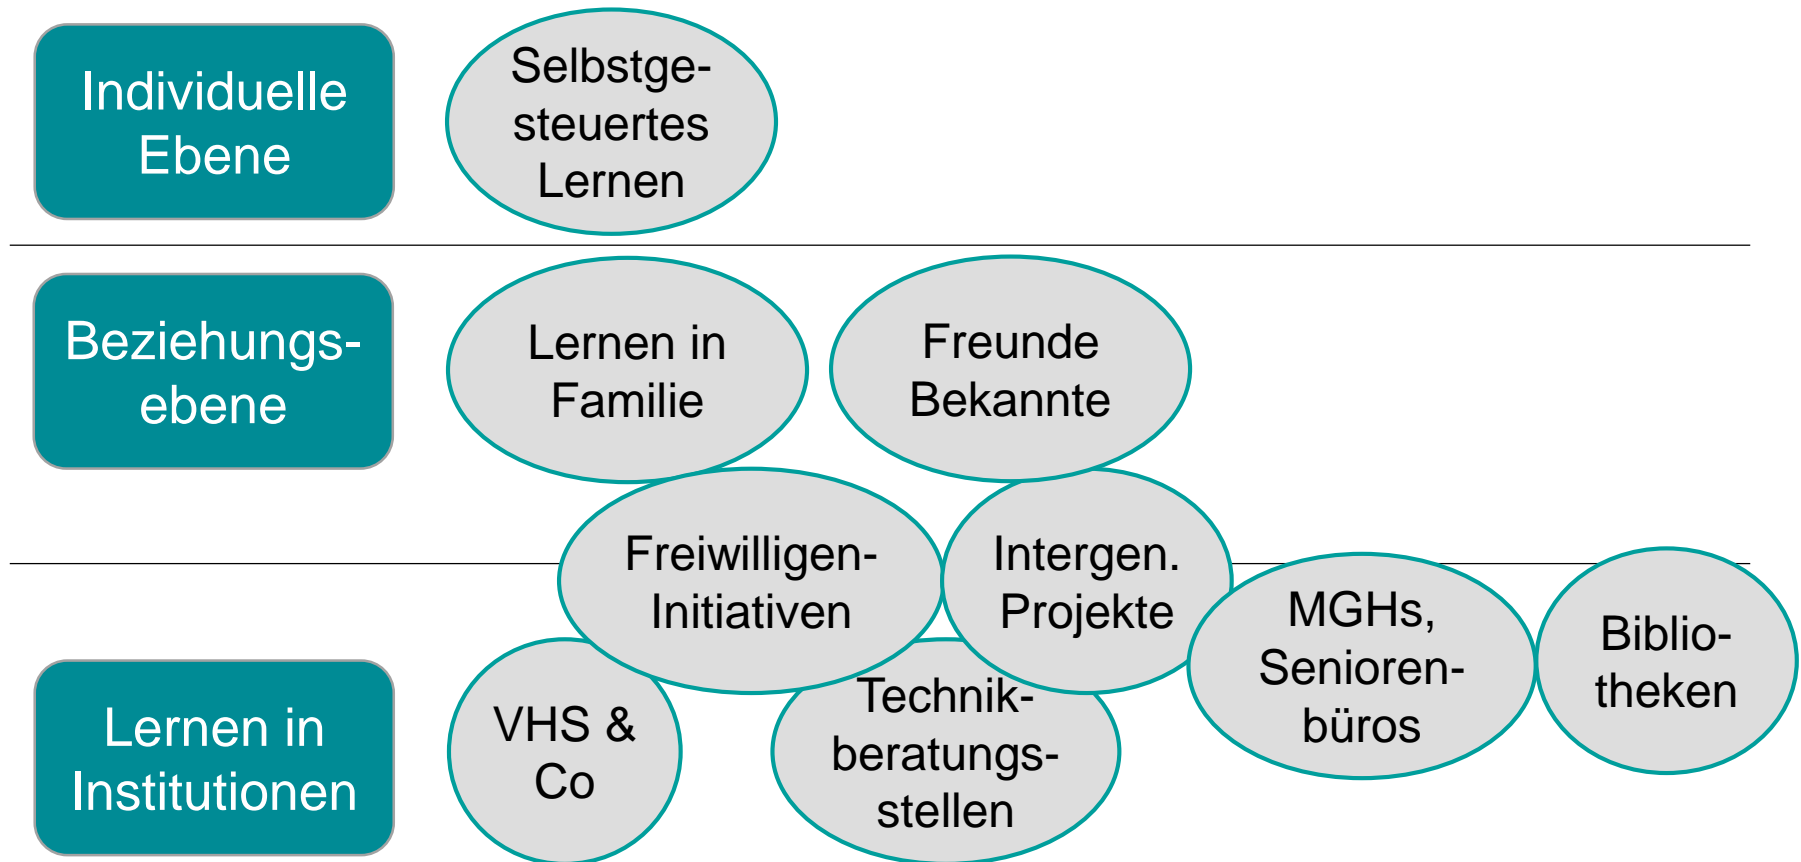 Individuelle
Ebene
Selbstge-
steuertes
Lernen
Beziehungs-
ebene
Lernen in
Familie
Freunde
Bekannte
Freiwilligen-
Initiativen
Intergen.
Projekte
MGHs,
Senioren-
büros
Biblio-
theken
Lernen in
Institutionen
VHS &
Co
Technik-
beratungs-
stellen